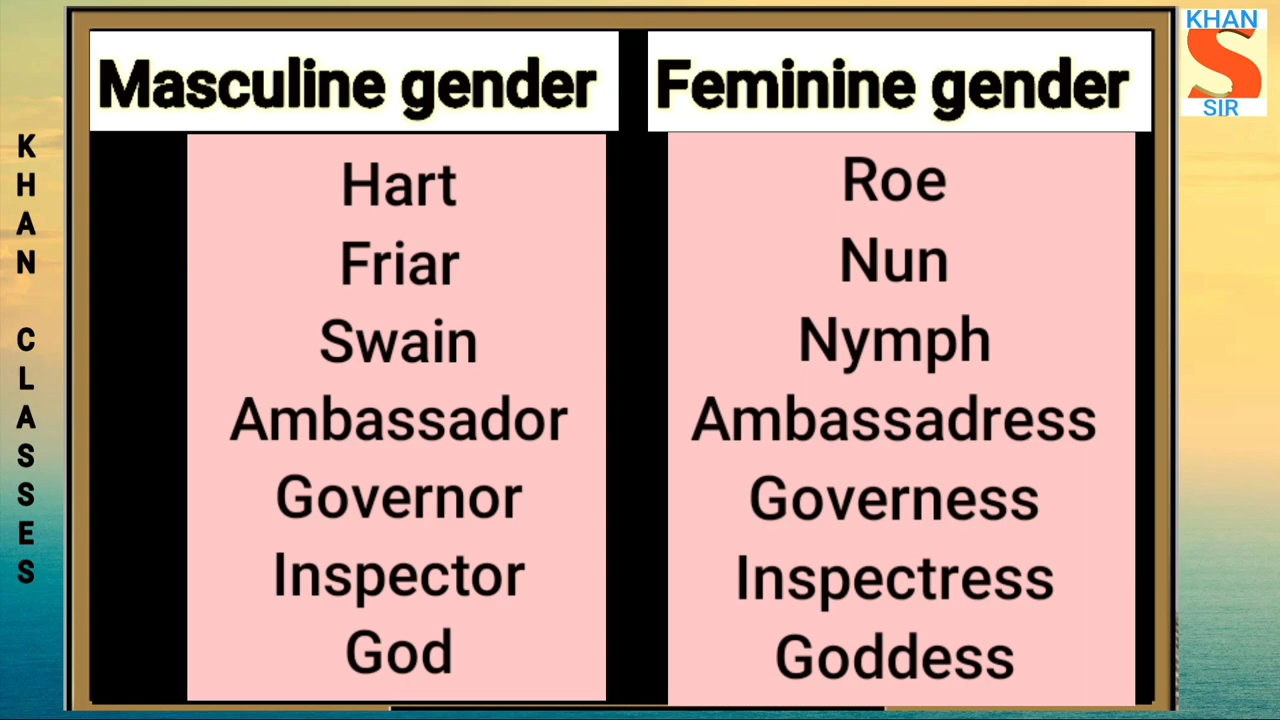 KHAN
S
SIR
KHAN CLASSES
Masculine gender Feminine gender
Hart Roe
Friar Nun
Swain Nymph
Ambassador Ambassadress
Governor Governess
Inspector Inspectress
God Goddess